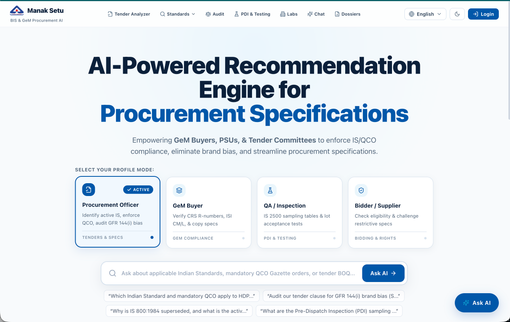 Manak Setu
BIS & GeM Procurement AI
Tender Analyzer
Standards
Audit
PDI & Testing
Labs
Chat
Dossiers
English
Login
AI-Powered Recommendation
Engine for
Procurement Specifications
Empowering GeM Buyers, PSUs, & Tender Committees to enforce IS/QCO
compliance, eliminate brand bias, and streamline procurement specifications.
SELECT YOUR PROFILE MODE:
ACTIVE
Procurement Officer
Identify active IS, enforce
QCO, audit GFR 144(i) bias
TENDERS & SPECS
GeM Buyer
Verify CRS R-numbers, ISI
CM/L, & copy specs
GEM COMPLIANCE
QA / Inspection
IS 2500 sampling tables & lot
acceptance tests
PDI & TESTING
Bidder / Supplier
Check eligibility & challenge
restrictive specs
BIDDING & RIGHTS
Ask about applicable Indian Standards, mandatory QCO Gazette orders, or tender BOQ...
Ask AI →
"Which Indian Standard and mandatory QCO apply to HDP..."
"Audit our tender clause for GFR 144(i) brand bias (S..."
"Why is IS 800:1984 superseded, and what is the activ..."
"What are the Pre-Dispatch Inspection (PDI) sampling ..."
Ask AI